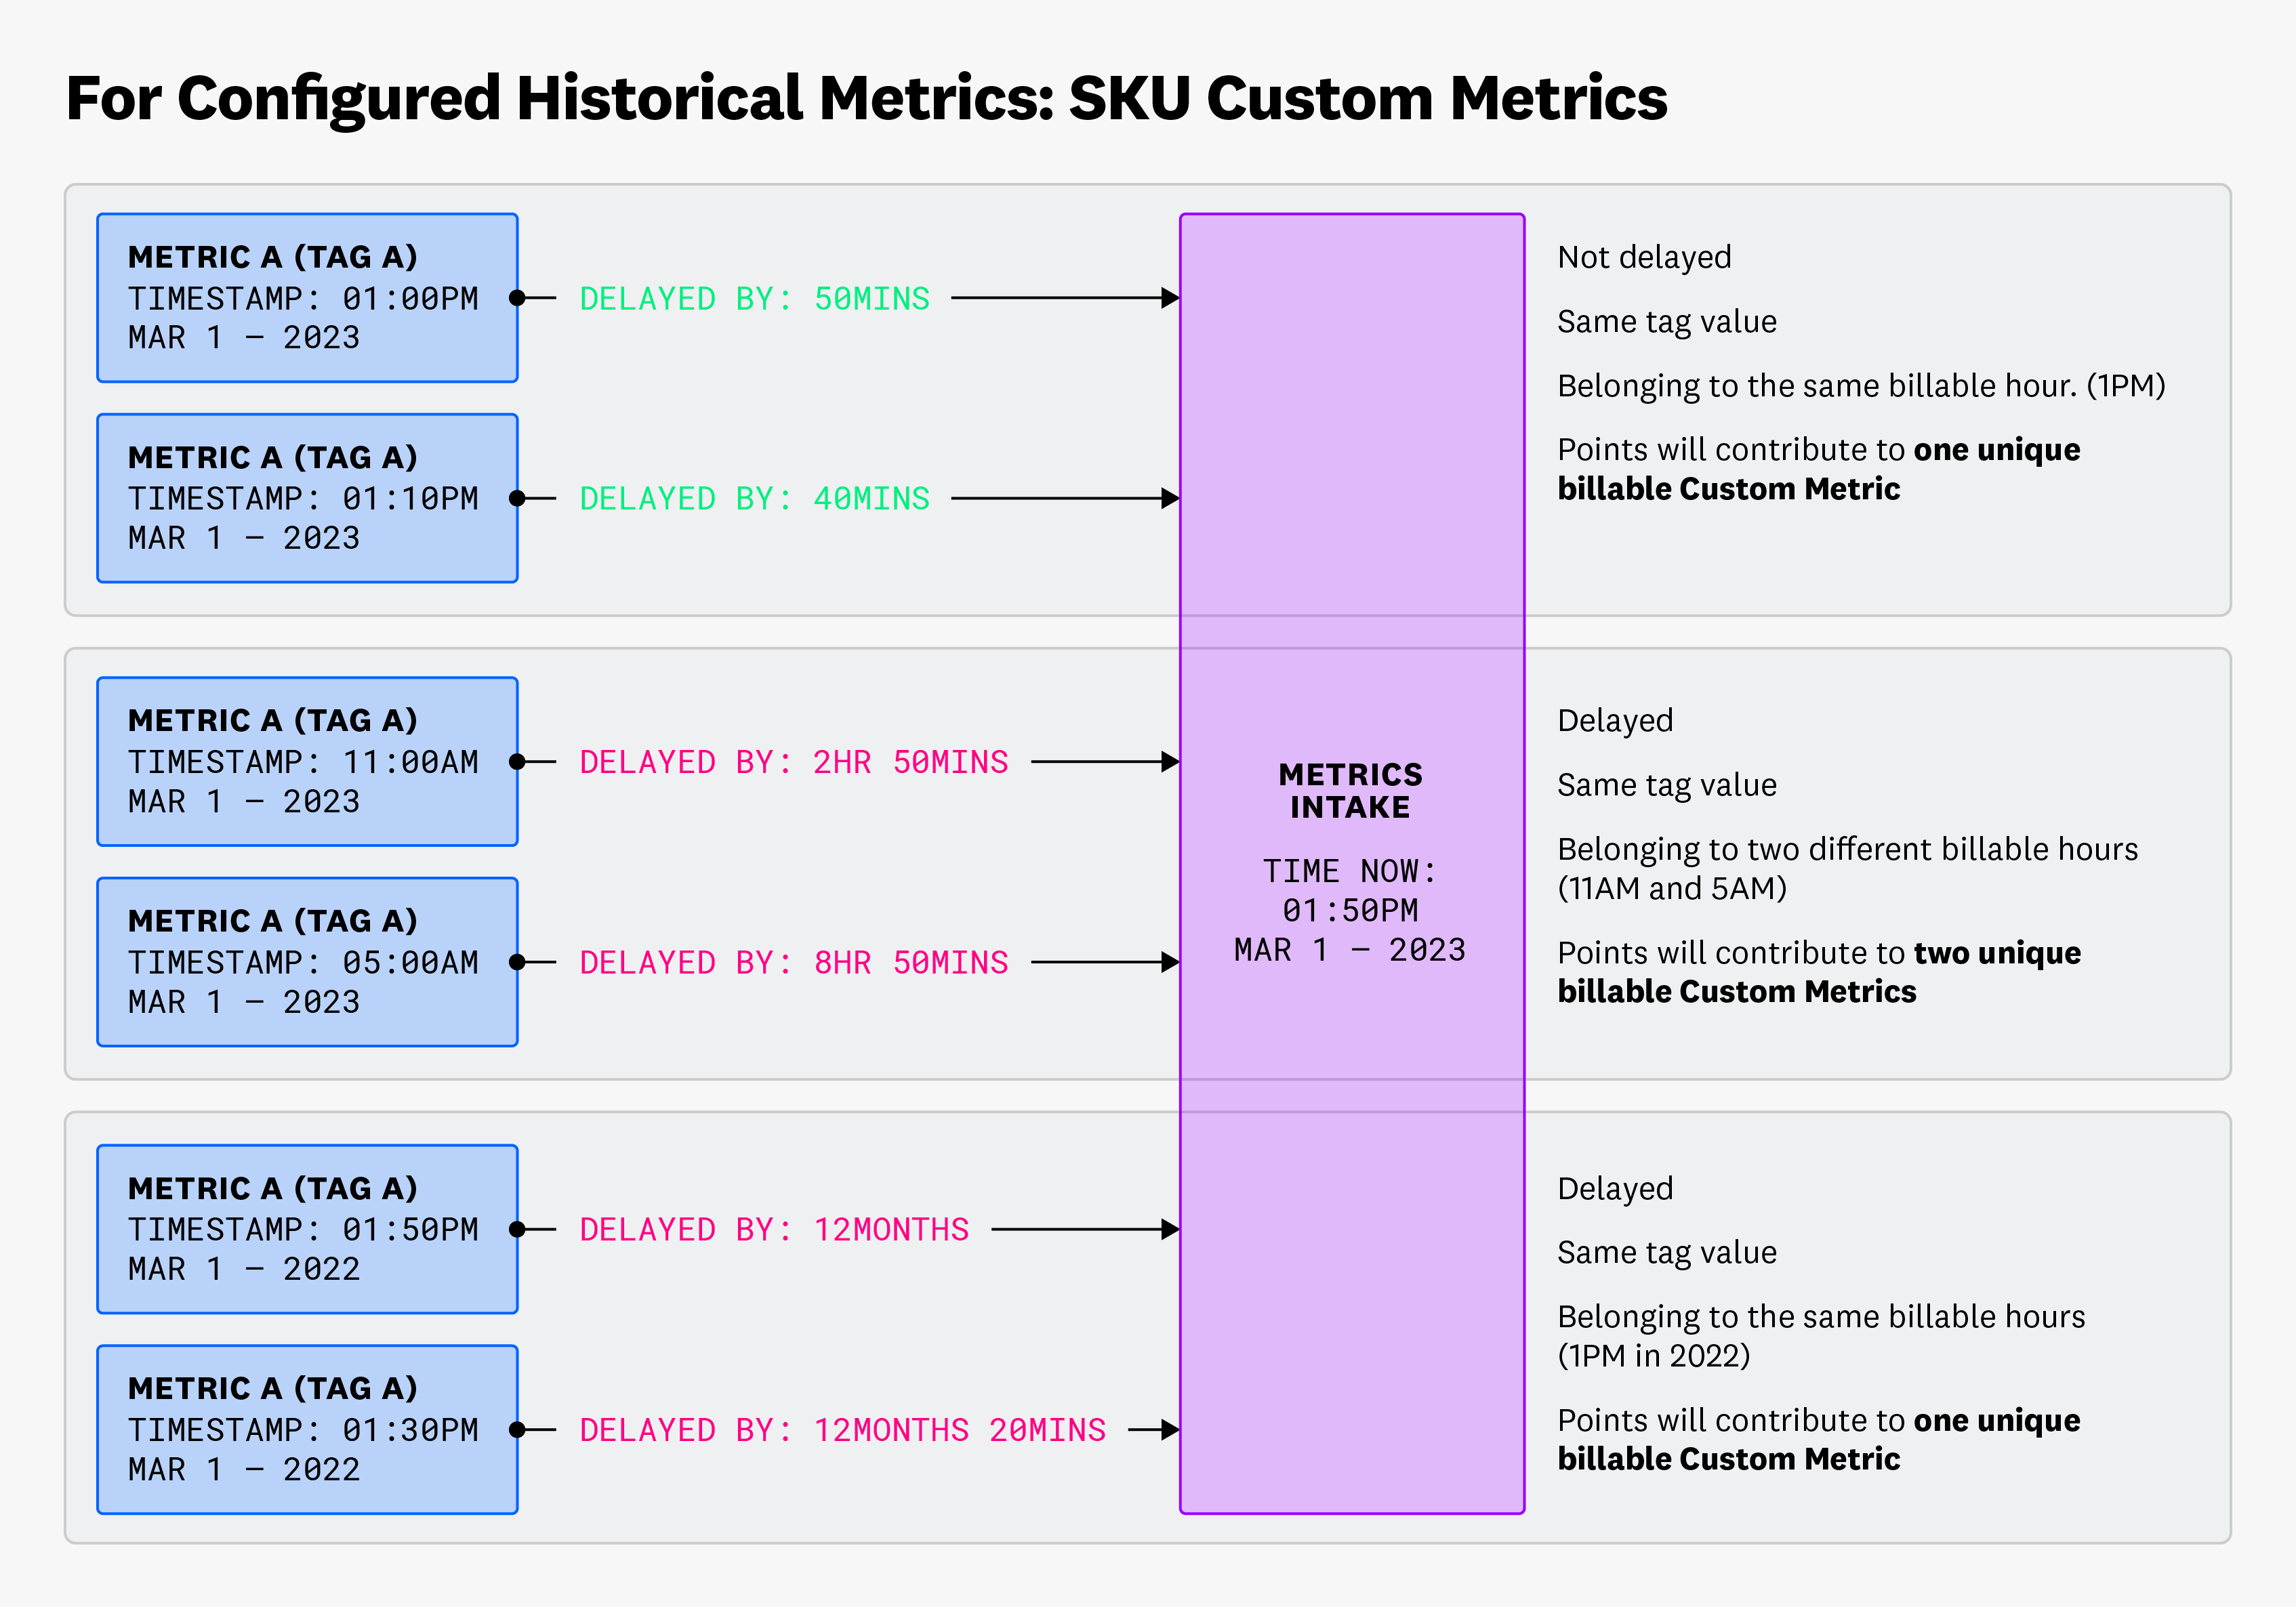 For Configured Historical Metrics: SKU Custom Metrics
METRIC A (TAG A)
TIMESTAMP: 01:00PM
MAR 1 – 2023
DELAYED BY: 50MINS
METRIC A (TAG A)
TIMESTAMP: 01:10PM
MAR 1 – 2023
DELAYED BY: 40MINS
Not delayed
Same tag value
Belonging to the same billable hour. (1PM)
Points will contribute to one unique
billable Custom Metric
METRIC A (TAG A)
TIMESTAMP: 11:00AM
MAR 1 – 2023
DELAYED BY: 2HR 50MINS
METRIC A (TAG A)
TIMESTAMP: 05:00AM
MAR 1 – 2023
DELAYED BY: 8HR 50MINS
METRICS
INTAKE
TIME NOW:
01:50PM
MAR 1 – 2023
Delayed
Same tag value
Belonging to two different billable hours
(11AM and 5AM)
Points will contribute to two unique
billable Custom Metrics
METRIC A (TAG A)
TIMESTAMP: 01:50PM
MAR 1 – 2022
DELAYED BY: 12MONTHS
METRIC A (TAG A)
TIMESTAMP: 01:30PM
MAR 1 – 2022
DELAYED BY: 12MONTHS 20MINS
Delayed
Same tag value
Belonging to the same billable hours
(1PM in 2022)
Points will contribute to one unique
billable Custom Metric